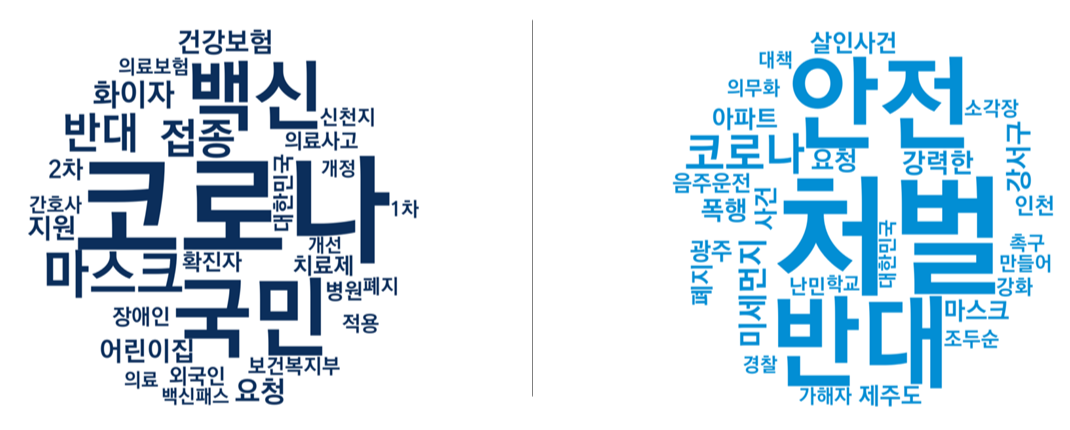 건강보험
의료보험
백신
화이자
신천지
반대
접종
의료사고
2차
코로나
대한민국
개정
간호사
1차
지원
개선
마스크
확진자
치료제
국민
병원
폐지
장애인
적용
어린이집
보건복지부
의료
외국인
백신패스
요청
살인사건
대책
안전
의무화
소각장
아파트
코로나
요청
강력한
강서구
음주운전
처벌
사건
폭행
인천
대한민국
광주
촉구
폐지
미세먼지
만들어
난민
학교
강화
반대
마스크
조두순
경찰
가해자
제주도